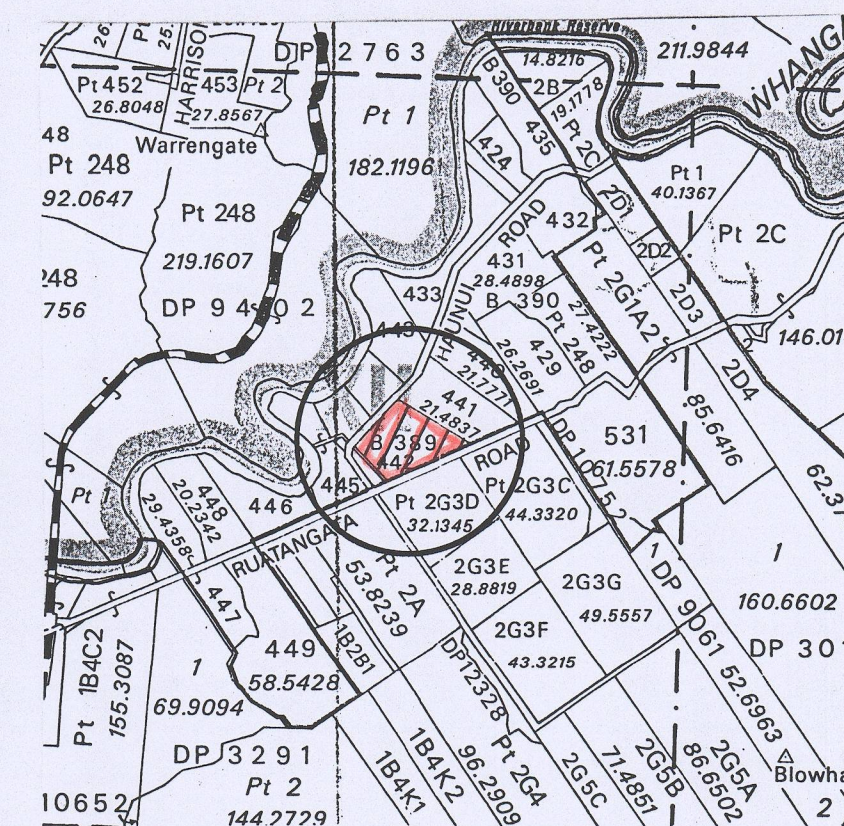 Riverbank Reserve
DP 2763
14.8216
2B
211.9844
WHANG
Pt 452
26.8048
HARRISON
453
Pt 2
27.8567
Warrengate
Pt 1
182.1196
B 390
435
19.1778
Pt 2C
424
48
Pt 248
92.0647
Pt 248
219.1607
DP 9402
248
756
Pt 1
40.1367
2D1
2D2
2D3
2D4
Pt 2C
146.01
ROAD
432
431
28.4898
B 390
433
HAUNUI
Pt 2G1A2
27.4222
Pt 248
429
26.2691
443
440
21.777
441
21.4837
B 389
442
ROAD
DP 10752
531
61.5578
85.6416
62.37
Pt 1
446
445
448
20.2342
29.4358
447
RUATANGATA
Pt 2G3D
32.1345
Pt 2G3C
44.3320
2G3E
28.8819
2G3G
49.5557
2G3F
43.3215
Pt 2A
53.8239
1
DP 9061
1
160.6602
DP 301
52.6963
449
58.5428
1B2B1
Pt 1B4C2
155.3087
1
69.9094
DP 3291
Pt 2
144.2729
10652
DP12328
1B4K1
1B4K2
96.2909
Pt 2G4
2G5C
71.4851
2G5B
86.6502
2G5A
Blowha
2